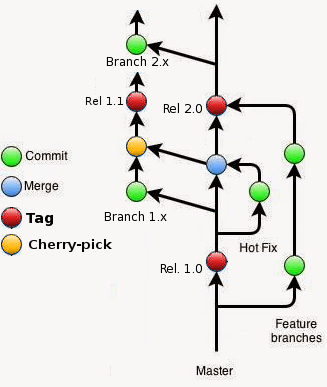 Branch 2.x
Rel 1.1
Rel 2.0
Commit
Merge
Tag
Cherry-pick
Branch 1.x
Hot Fix
Rel. 1.0
Feature
branches
Master